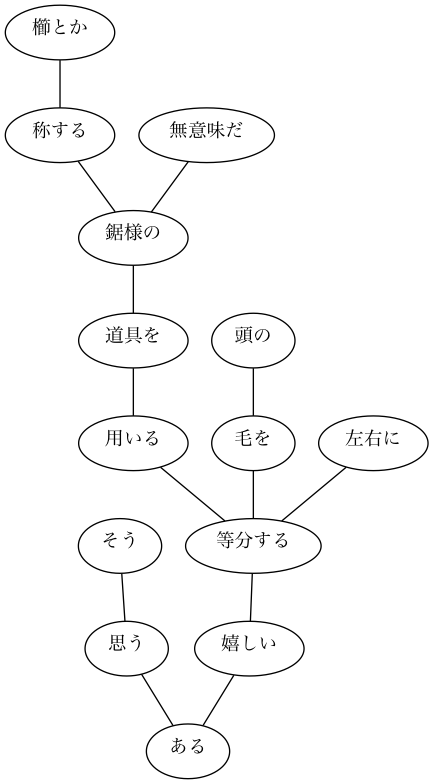 櫛とか
称する
無意味だ
鋸様の
道具を
頭の
用いる
毛を
左右に
そう
等分する
思う
嬉しい
ある